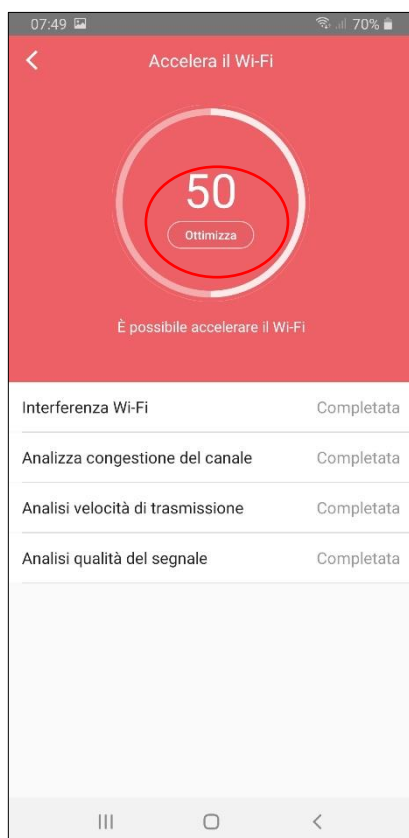 07:49 70%
Accelera il Wi-Fi
50
Ottimizza
È possibile accelerare il Wi-Fi
Interferenza Wi-Fi Completata
Analizza congestione del canale Completata
Analisi velocità di trasmissione Completata
Analisi qualità del segnale Completata